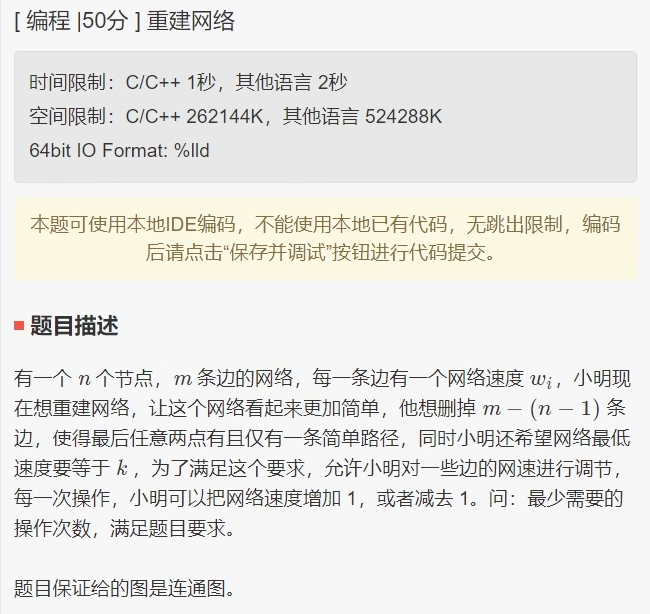 [ 编程 |50分 ] 重建网络
时间限制：C/C++ 1秒，其他语言 2秒
空间限制：C/C++ 262144K，其他语言 524288K
64bit IO Format: %lld
本题可使用本地IDE编码，不能使用本地已有代码，无跳出限制，编码
后请点击“保存并调试”按钮进行代码提交。
题目描述
有一个 n 个节点，m 条边的网络，每一条边有一个网络速度 wᵢ，小明现
在想重建网络，让这个网络看起来更加简单，他想删掉 m − (n − 1) 条
边，使得最后任意两点有且仅有一条简单路径，同时小明还希望网络最低
速度要等于 k ，为了满足这个要求，允许小明对一些边的网速进行调节，
每一次操作，小明可以把网络速度增加 1，或者减去 1。问：最少需要的
操作次数，满足题目要求。
题目保证给的图是连通图。